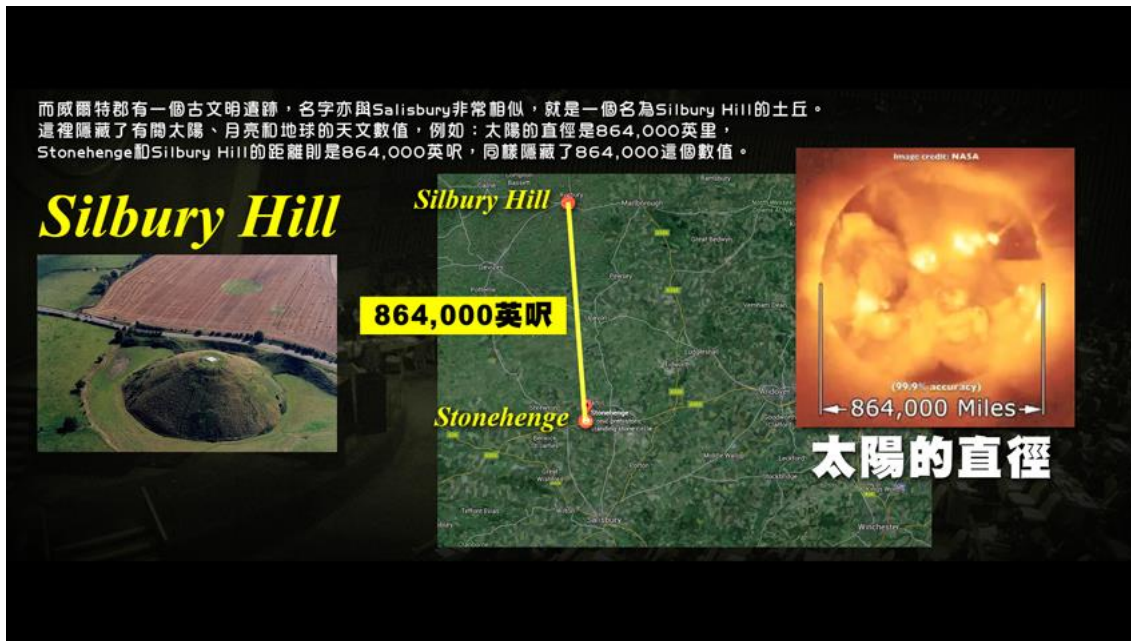 而威爾特郡有一個古文明遺跡，名字亦與Salisbury非常相似，就是一個名為Silbury Hill的土丘。
這裡隱藏了有關太陽、月亮和地球的天文數值，例如：太陽的直徑是864,000英里，
Stonehenge和Silbury Hill的距離則是864,000英呎，同樣隱藏了864,000這個數值。
Image credit: NASA
Silbury Hill
Silbury Hill
Marlborough
Great Bedwyn
Devizes
Pewsey
864,000英呎
Ludgershall
(99.9% accuracy)
864,000 Miles
Stonehenge
Stonehenge
太陽的直徑
Salisbury
Winchester